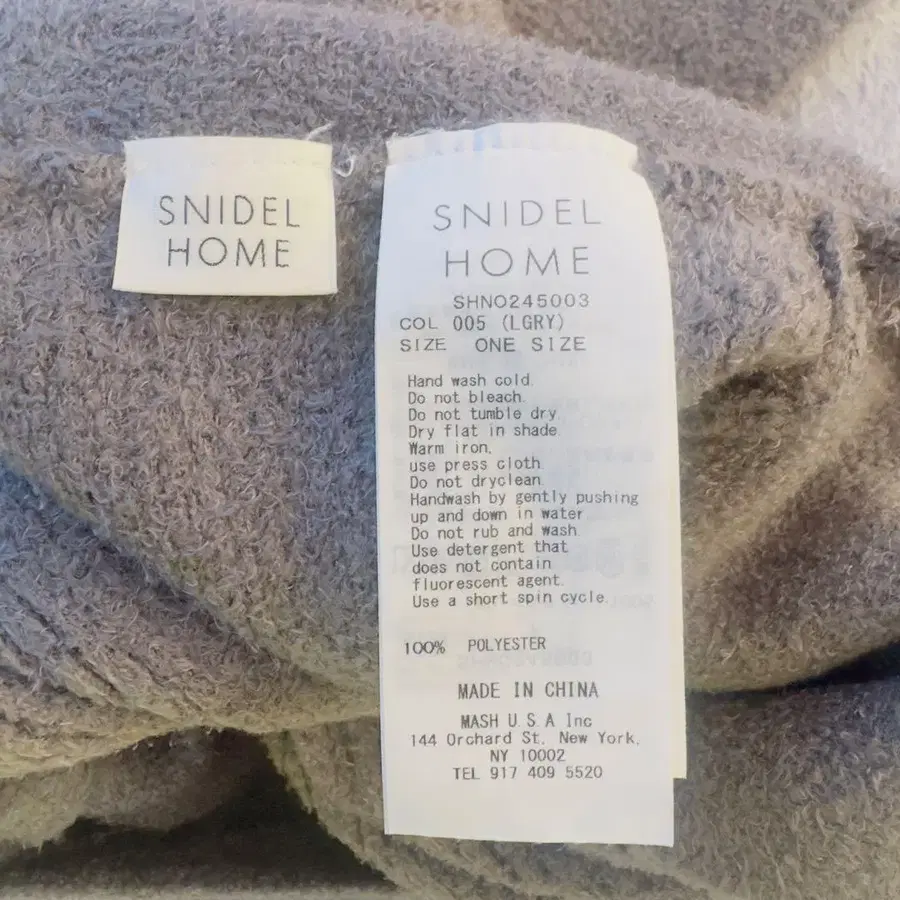 SNIDEL
HOME
SNIDEL
HOME
SHNO245003
COL 005 (LGRY)
SIZE ONE SIZE
Hand wash cold.
Do not bleach.
Do not tumble dry.
Dry flat in shade.
Warm iron,
use press cloth.
Do not dryclean.
Handwash by gently pushing
up and down in water.
Do not rub and wash.
Use detergent that
does not contain
fluorescent agent.
Use a short spin cycle.
100% POLYESTER
MADE IN CHINA
MASH U.S.A Inc
144 Orchard St. New York,
NY 10002
TEL 917 409 5520